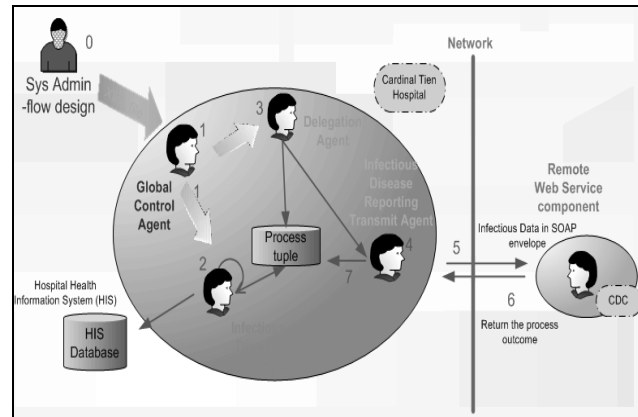 0
Sys Admin
-flow design
Network
Cardinal Tien
Hospital
3
Delegation
Agent
1
Global
Control
Agent
1
Infectious
Disease
Reporting
Transmit Agent
4
Remote
Web Service
component
Process
tuple
5
Infectious Data in SOAP
envelope
7
2
6
Hospital Health
Information System (HIS)
CDC
Return the process
outcome
HIS
Database